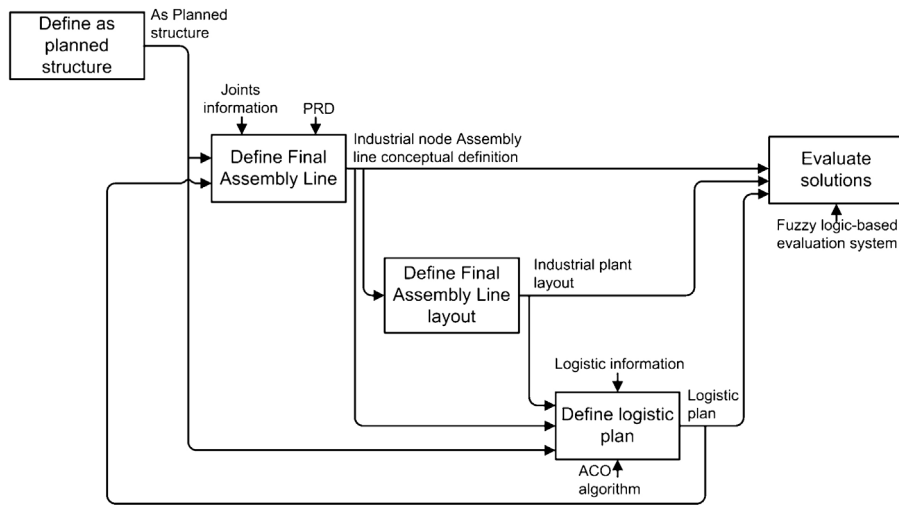 Define as
planned
structure
As Planned
structure
Joints
information
PRD
Define Final
Assembly Line
Industrial node Assembly
line conceptual definition
Evaluate
solutions
Fuzzy logic-based
evaluation system
Define Final
Assembly Line
layout
Industrial plant
layout
Logistic information
Define logistic
plan
Logistic
plan
ACO
algorithm